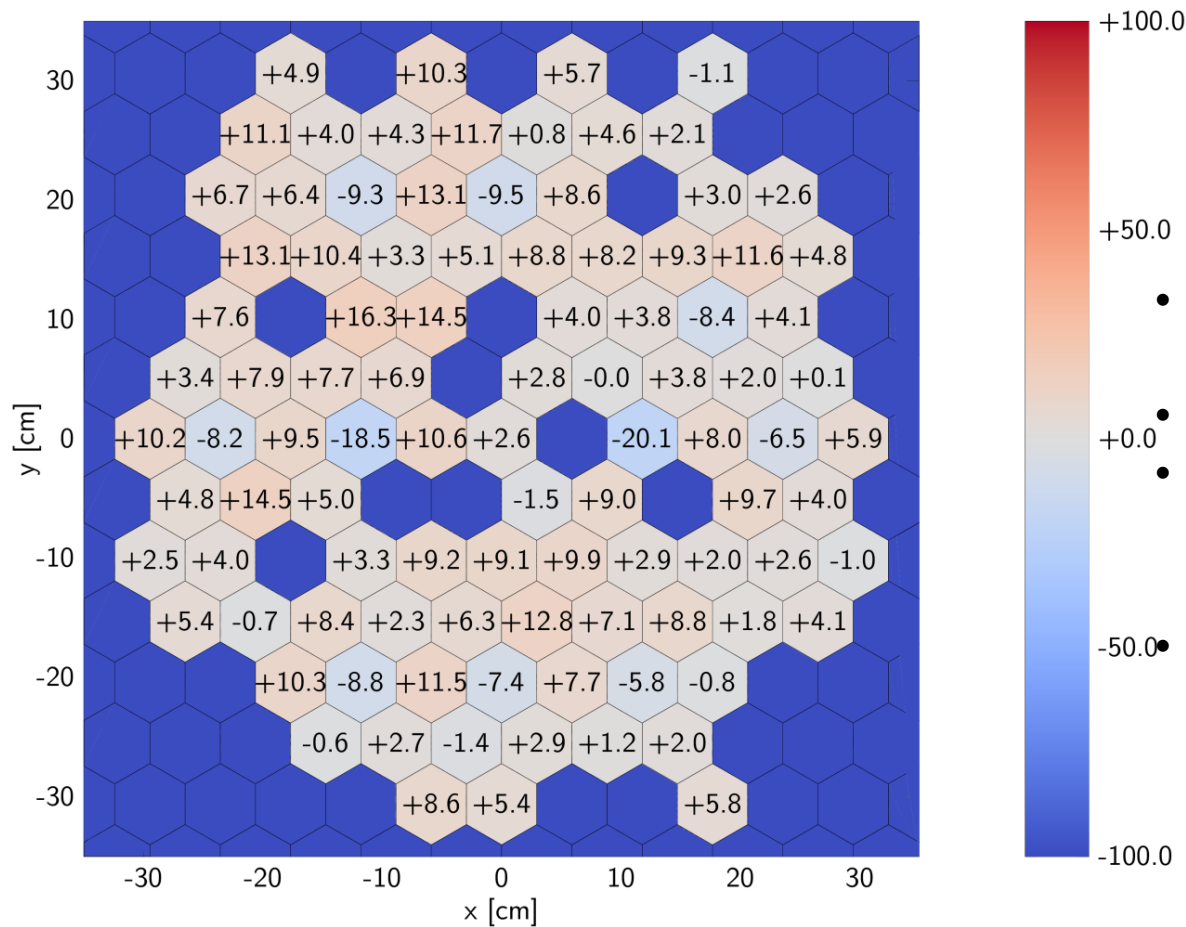 +100.0
30 +4.9 +10.3 +5.7 -1.1
+11.1 +4.0 +4.3 +11.7 +0.8 +4.6 +2.1
+50.0
20 +6.7 +6.4 -9.3 +13.1 -9.5 +8.6 +3.0 +2.6
+13.1 +10.4 +3.3 +5.1 +8.8 +8.2 +9.3 +11.6 +4.8
10 +7.6 +16.3 +14.5 +4.0 +3.8 -8.4 +4.1
+3.4 +7.9 +7.7 +6.9 +2.8 -0.0 +3.8 +2.0 +0.1
y [cm]
0 +10.2 -8.2 +9.5 -18.5 +10.6 +2.6 -20.1 +8.0 -6.5 +5.9 +0.0
+4.8 +14.5 +5.0 -1.5 +9.0 +9.7 +4.0
-10 +2.5 +4.0 +3.3 +9.2 +9.1 +9.9 +2.9 +2.0 +2.6 -1.0
+5.4 -0.7 +8.4 +2.3 +6.3 +12.8 +7.1 +8.8 +1.8 +4.1
-50.0
-20 +10.3 -8.8 +11.5 -7.4 +7.7 -5.8 -0.8
-0.6 +2.7 -1.4 +2.9 +1.2 +2.0
-30 +8.6 +5.4 +5.8
-100.0
-30 -20 -10 0 10 20 30
x [cm]